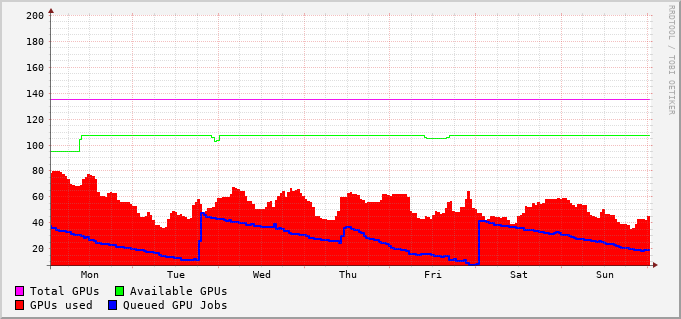 200
180
160
140
120
100
80
60
40
20
Mon Tue Wed Thu Fri Sat Sun
RRDTOOL / TOBI OETIKER
Total GPUs Available GPUs
GPUs used Queued GPU Jobs